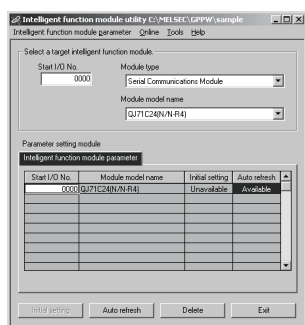 Intelligent function module utility C:\MELSEC\GPPW\sample
Intelligent function module parameter Online Tools Help
Select a target intelligent function module.
Start I/O No.
0000
Module type
Serial Communications Module
Module model name
QJ71C24(N/N-R4)
Parameter setting module
Intelligent function module parameter
Start I/O No. Module model name Initial setting Auto refresh
0000 QJ71C24(N/N-R4) Unavailable Available
Initial setting Auto refresh Delete Exit